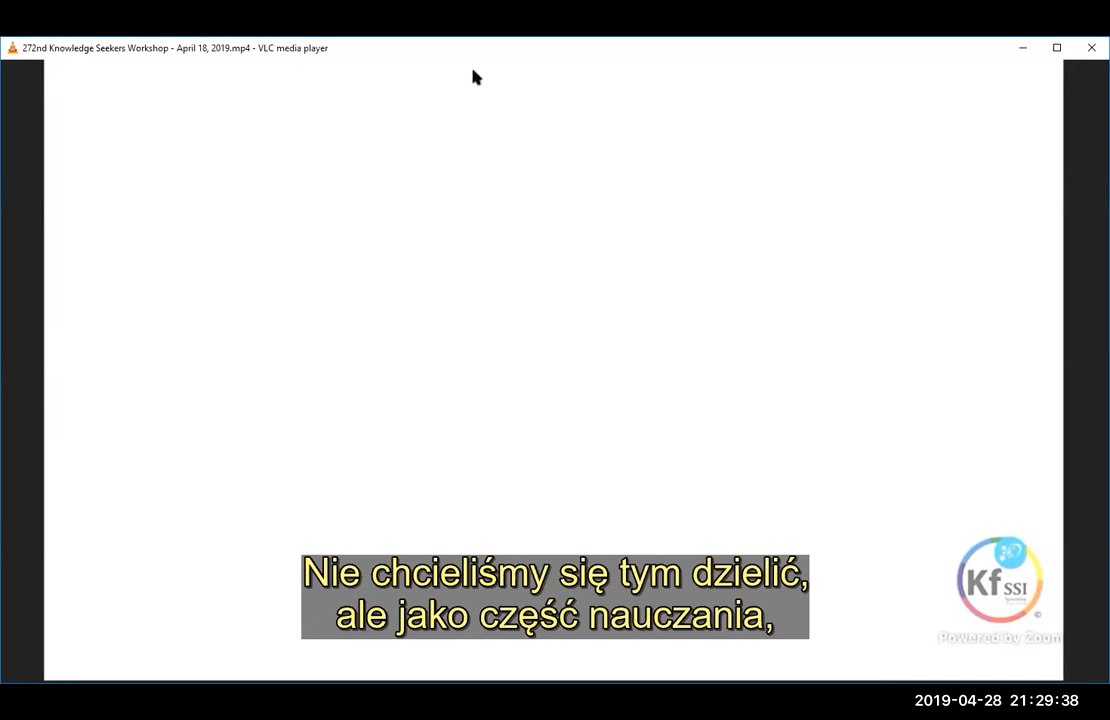 272nd Knowledge Seekers Workshop - April 18, 2019.mp4 - VLC media player
Nie chcieliśmy się tym dzielić,
ale jako część nauczania,
Kf SSI
©
Powered by Zoom
2019-04-28 21:29:38